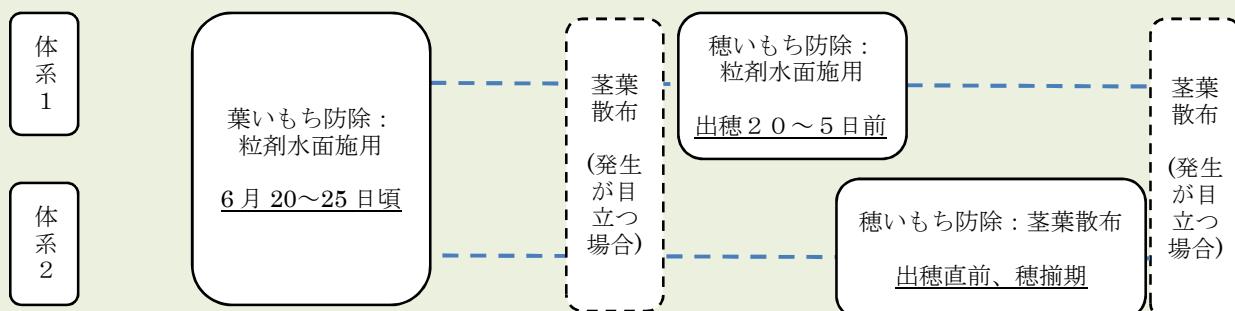 体
系
１
葉いもち防除：
粒剤水面施用
6 月 20～25 日頃
茎葉
散布
(発生
が目
立つ
場合)
穂いもち防除：
粒剤水面施用
出穂２０～５日前
茎葉
散布
(発生
が目
立つ
場合)
体
系
２
穂いもち防除：茎葉散布
出穂直前、穂揃期